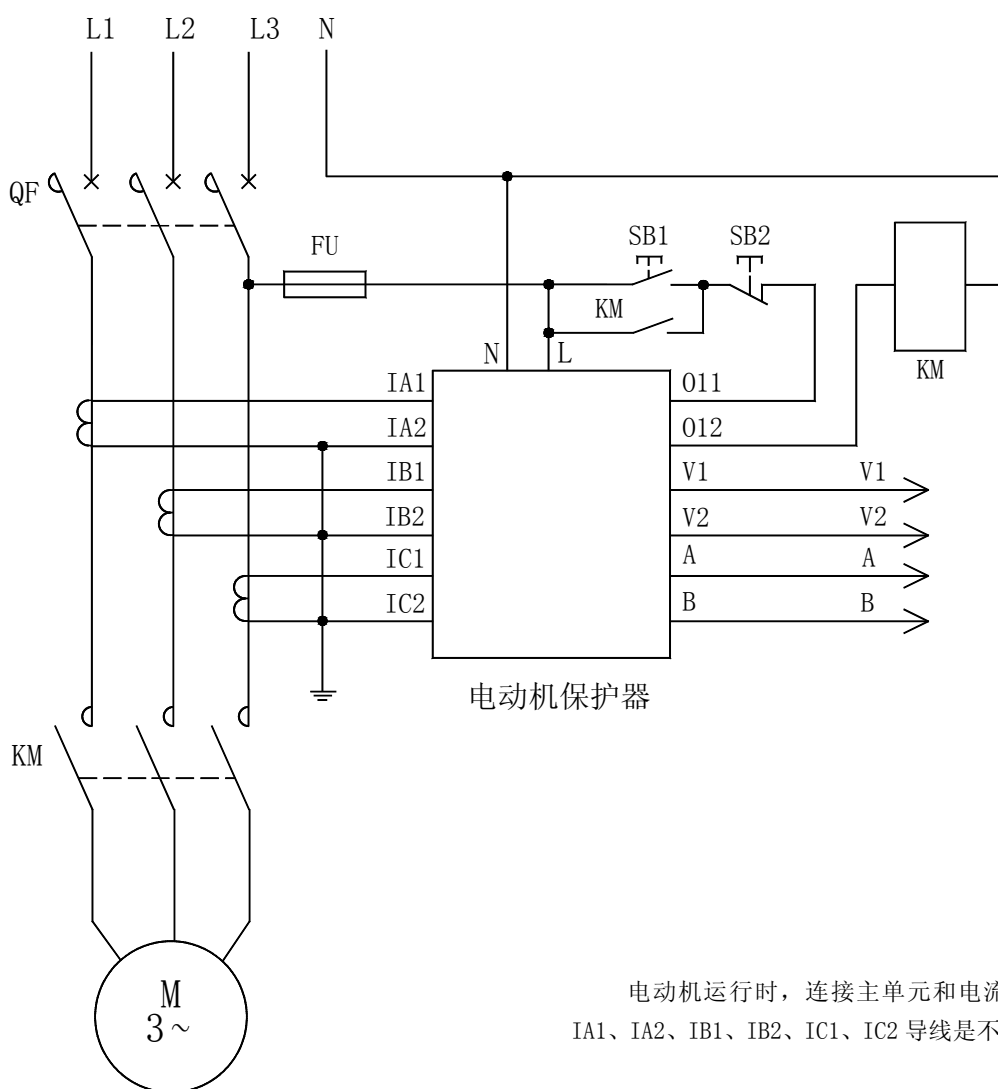 L1 L2 L3 N
QF
FU SB1 SB2
KM
KM
N L
IA1 O11
IA2 O12
IB1 V1 V1
IB2 V2 V2
IC1 A A
IC2 B B
电动机保护器
KM
M
3~
电动机运行时，连接主单元和电流
IA1、IA2、IB1、IB2、IC1、IC2 导线是不